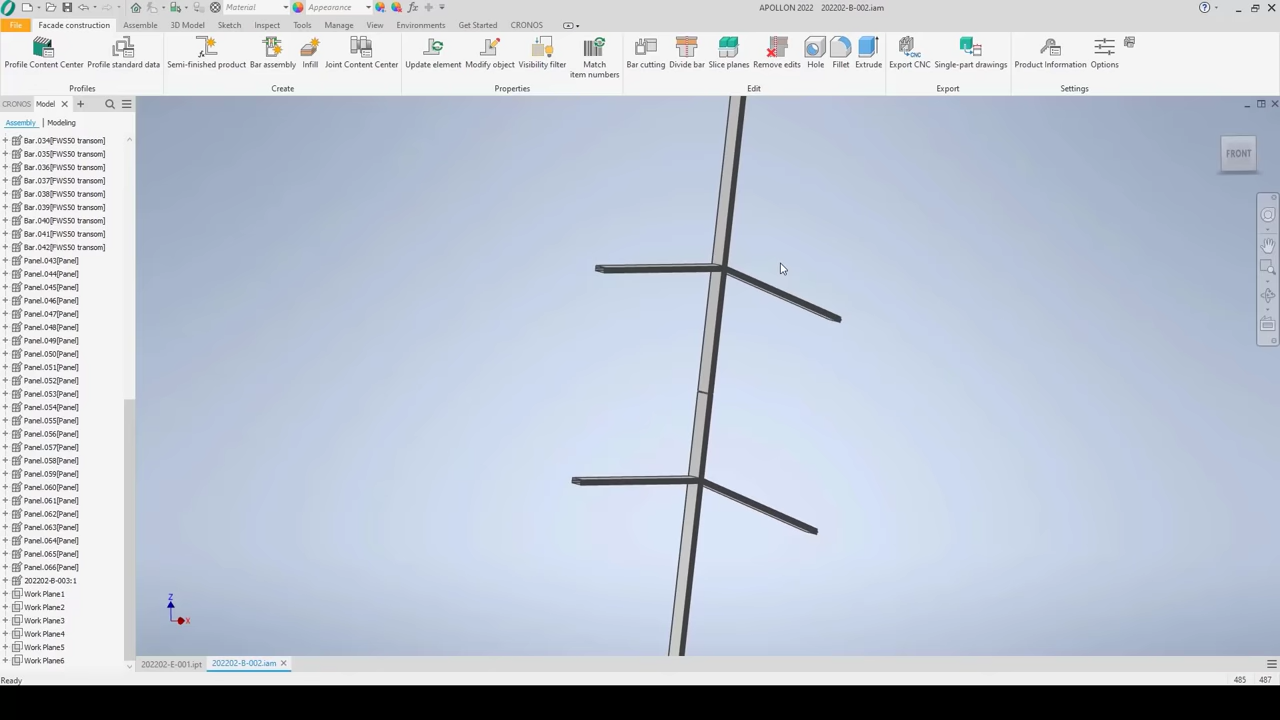 Material
Appearance
APOLLON 2022 202202-B-002.iam
File Facade construction Assemble 3D Model Sketch Inspect Tools Manage View Environments Get Started CRONOS
Profile Content Center Profile standard data Semi-finished product Bar assembly Infill Joint Content Center Update element Modify object Visibility filter Match item numbers Bar cutting Divide bar Slice planes Remove edits Hole Fillet Extrude Export CNC Single-part drawings Product Information Options
Profiles Create Properties Edit Export Settings
CRONOS Model
Assembly Modeling
Bar.034[FWS50 transom]
Bar.035[FWS50 transom]
Bar.036[FWS50 transom]
Bar.037[FWS50 transom]
Bar.038[FWS50 transom]
Bar.039[FWS50 transom]
Bar.040[FWS50 transom]
Bar.041[FWS50 transom]
Bar.042[FWS50 transom]
Panel.043[Panel]
Panel.044[Panel]
Panel.045[Panel]
Panel.046[Panel]
Panel.047[Panel]
Panel.048[Panel]
Panel.049[Panel]
Panel.050[Panel]
Panel.051[Panel]
Panel.052[Panel]
Panel.053[Panel]
Panel.054[Panel]
Panel.055[Panel]
Panel.056[Panel]
Panel.057[Panel]
Panel.058[Panel]
Panel.059[Panel]
Panel.060[Panel]
Panel.061[Panel]
Panel.062[Panel]
Panel.063[Panel]
Panel.064[Panel]
Panel.065[Panel]
Panel.066[Panel]
202202-B-003:1
Work Plane1
Work Plane2
Work Plane3
Work Plane4
Work Plane5
Work Plane6
FRONT
Z
X
202202-E-001.ipt 202202-B-002.iam
Ready 485 487